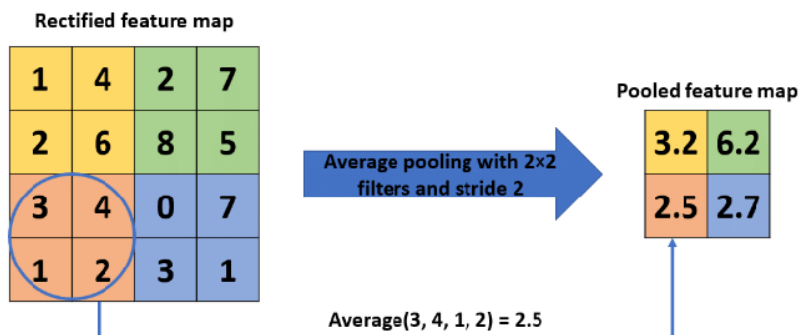 Rectified feature map
1 4 2 7
2 6 8 5
3 4 0 7
1 2 3 1
Average pooling with 2×2
filters and stride 2
Pooled feature map
3.2 6.2
2.5 2.7
Average(3, 4, 1, 2) = 2.5